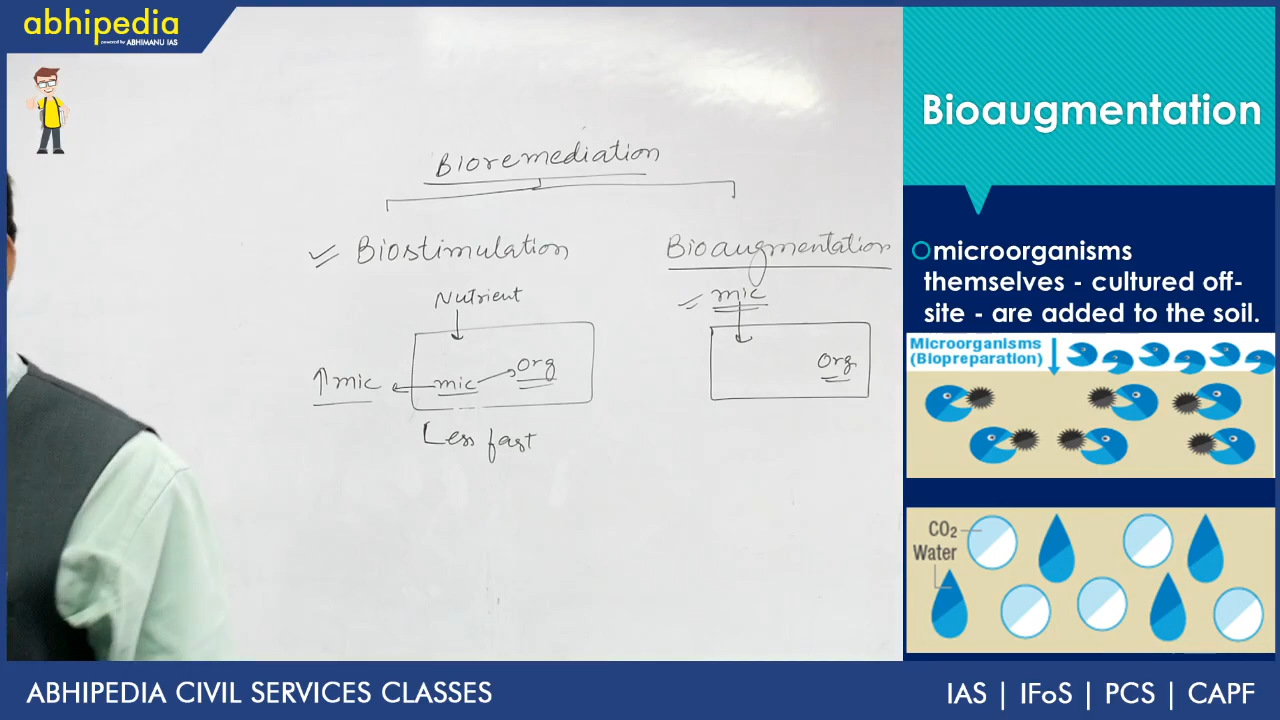 abhipedia
powered by ABHIMANU IAS
Bioremediation
Biostimulation
Bioaugmentation
Nutrient
mic
↑mic
mic
org
Org
Less fast
Bioaugmentation
microorganisms
themselves - cultured off-
site - are added to the soil.
Microorganisms
(Biopreparation)
CO₂
Water
ABHIPEDIA CIVIL SERVICES CLASSES
IAS | IFoS | PCS | CAPF